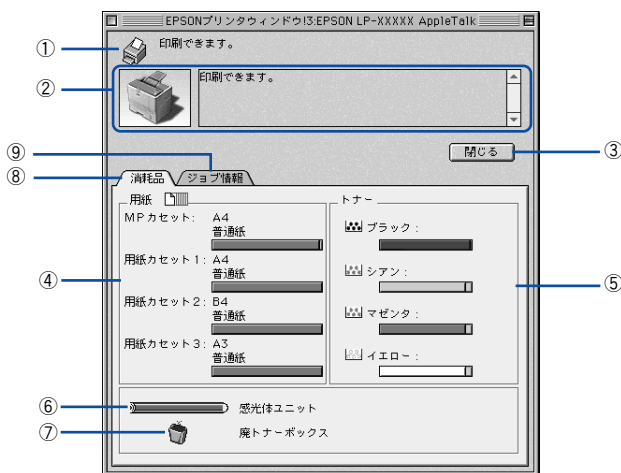 EPSONプリンタウィンドウ!3:EPSON LP-XXXXX AppleTalk
① 印刷できます。
② 印刷できます。
閉じる ③
⑨
⑧ 消耗品 ジョブ情報
用紙
MPカセット: A4
普通紙
用紙カセット1: A4
普通紙
④
用紙カセット2: B4
普通紙
用紙カセット3: A3
普通紙
トナー
ブラック:
シアン:
⑤
マゼンタ:
イエロー:
⑥ 感光体ユニット
⑦ 廃トナーボックス